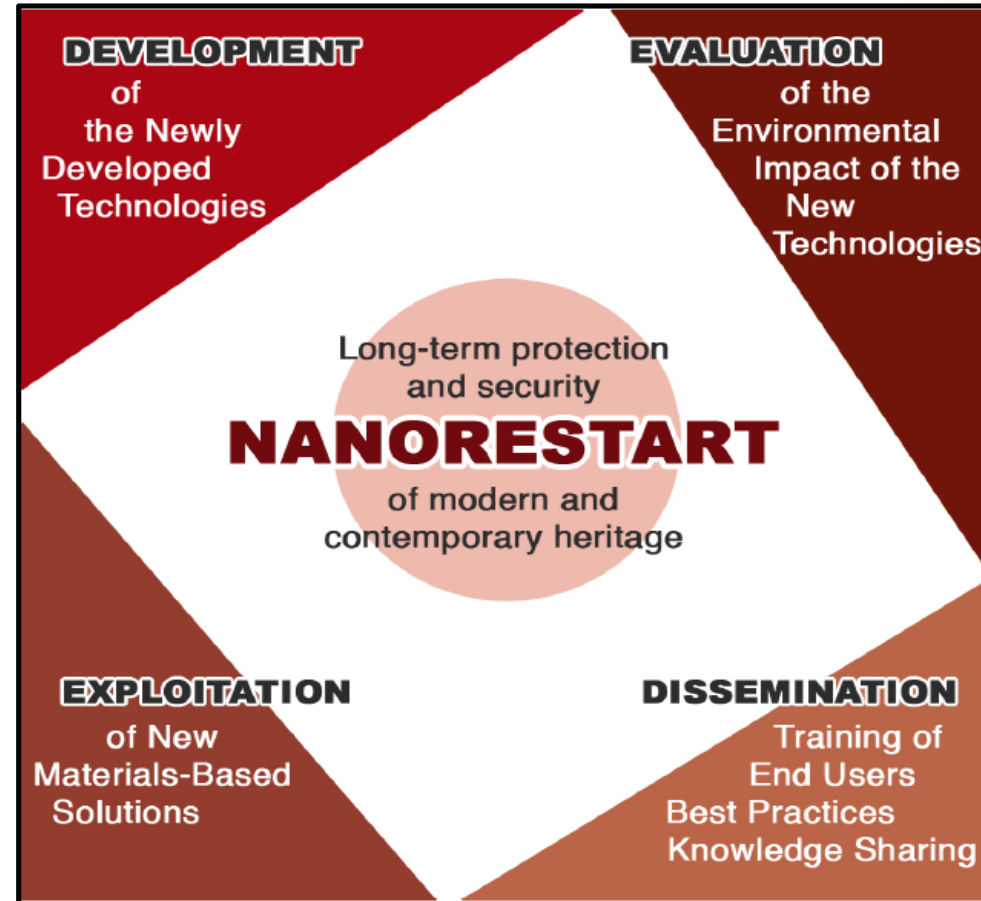 DEVELOPMENT
of
the Newly
Developed
Technologies
EVALUATION
of the
Environmental
Impact of the
New
Technologies
Long-term protection
and security
NANORESTART
of modern and
contemporary heritage
EXPLOITATION
of New
Materials-Based
Solutions
DISSEMINATION
Training of
End Users
Best Practices
Knowledge Sharing